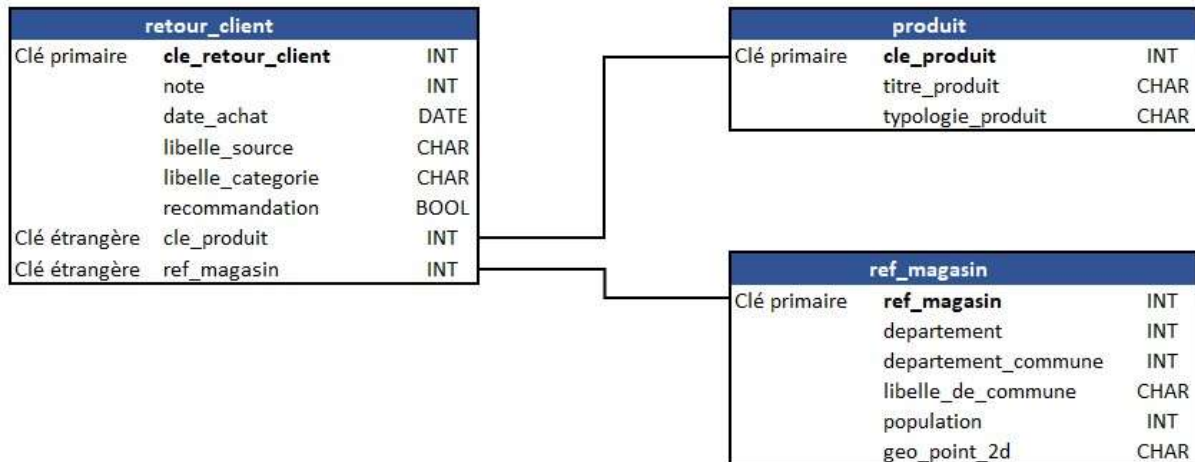 retour_client
Clé primaire cle_retour_client INT
note INT
date_achat DATE
libelle_source CHAR
libelle_categorie CHAR
recommandation BOOL
Clé étrangère cle_produit INT
Clé étrangère ref_magasin INT
produit
Clé primaire cle_produit INT
titre_produit CHAR
typologie_produit CHAR
ref_magasin
Clé primaire ref_magasin INT
departement INT
departement_commune INT
libelle_de_commune CHAR
population INT
geo_point_2d CHAR